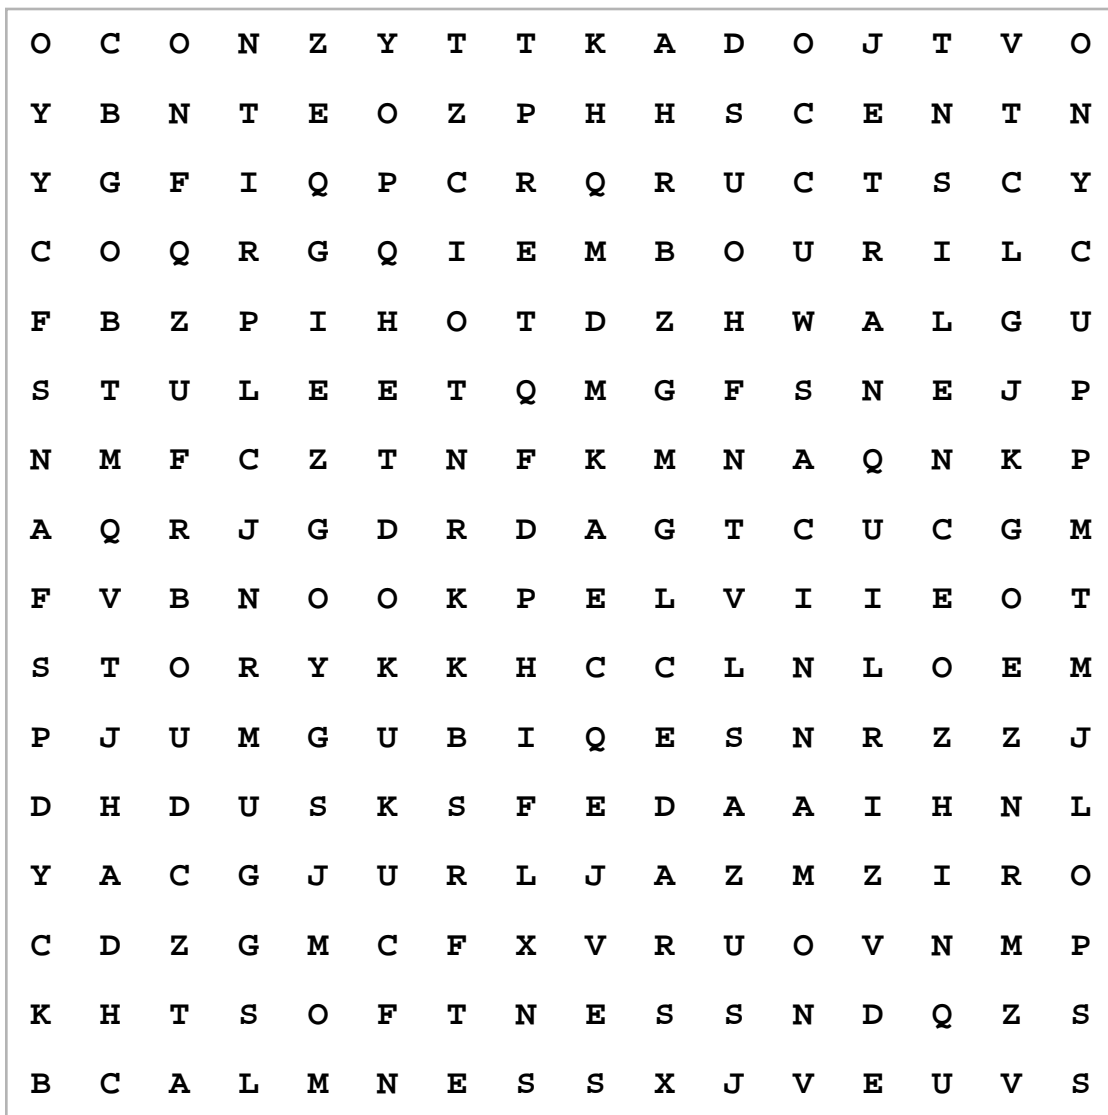 O C O N Z Y T T K A D O J T V O
Y B N T E O Z P H H S C E N T N
Y G F I Q P C R Q R U C T S C Y
C O Q R G Q I E M B O U R I L C
F B Z P I H O T D Z H W A L G U
S T U L E E T Q M G F S N E J P
N M F C Z T N F K M N A Q N K P
A Q R J G D R D A G T C U C G M
F V B N O O K P E L V I I E O T
S T O R Y K K H C C L N L O E M
P J U M G U B I Q E S N R Z Z J
D H D U S K S F E D A A I H N L
Y A C G J U R L J A Z M Z I R O
C D Z G M C F X V R U O V N M P
K H T S O F T N E S S N D Q Z S
B C A L M N E S S X J V E U V S